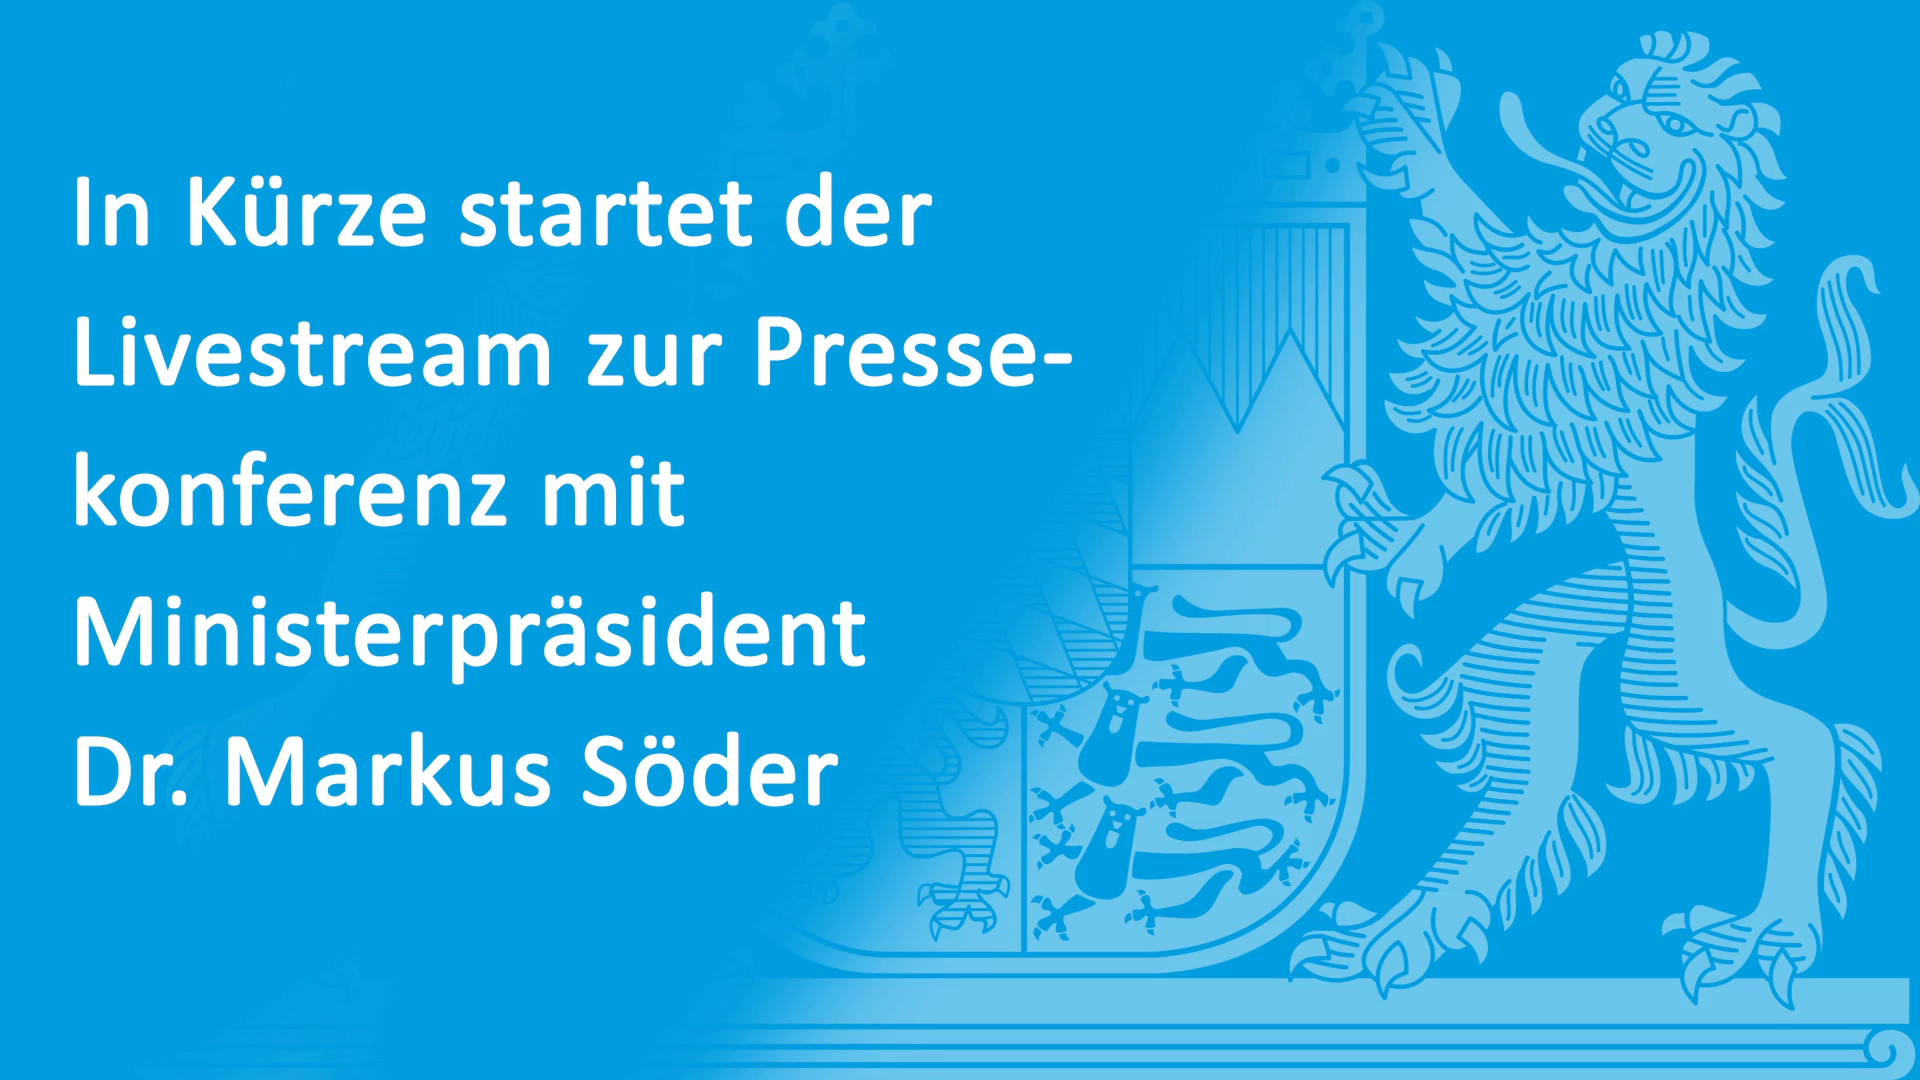 In Kürze startet der
Livestream zur Presse-
konferenz mit
Ministerpräsident
Dr. Markus Söder